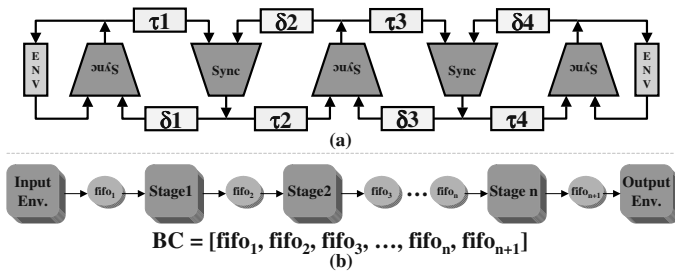 τ1 δ2 τ3 δ4
ENV Sync Sync Sync Sync Sync ENV
δ1 τ2 δ3 τ4
(a)
Input Env. fifo₁ Stage1 fifo₂ Stage2 fifo₃ ... fifoₙ Stage n fifoₙ₊₁ Output Env.
BC = [fifo₁, fifo₂, fifo₃, ..., fifoₙ, fifoₙ₊₁]
(b)